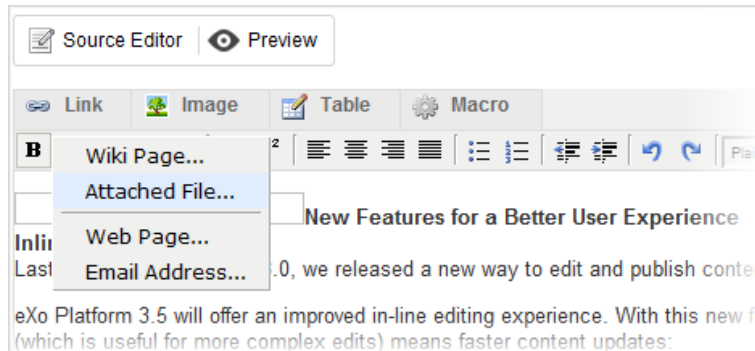 Source Editor Preview
Link Image Table Macro
B 2
Wiki Page...
Attached File...
Web Page...
Email Address...
New Features for a Better User Experience
Last .0, we released a new way to edit and publish conte
eXo Platform 3.5 will offer an improved in-line editing experience. With this new f
(which is useful for more complex edits) means faster content updates: